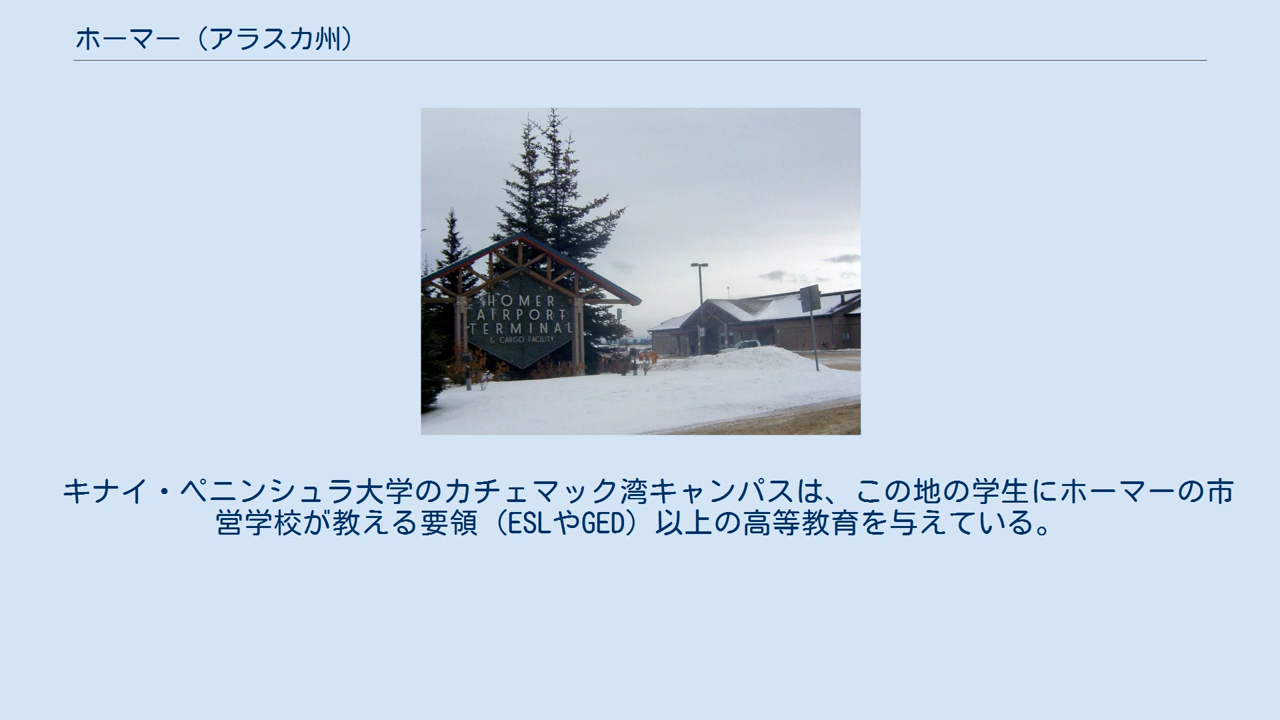 ホーマー（アラスカ州）
HOMER
AIRPORT
TERMINAL
& CARGO FACILITY
キナイ・ペニンシュラ大学のカチェマック湾キャンパスは、この地の学生にホーマーの市
営学校が教える要領（ESLやGED）以上の高等教育を与えている。